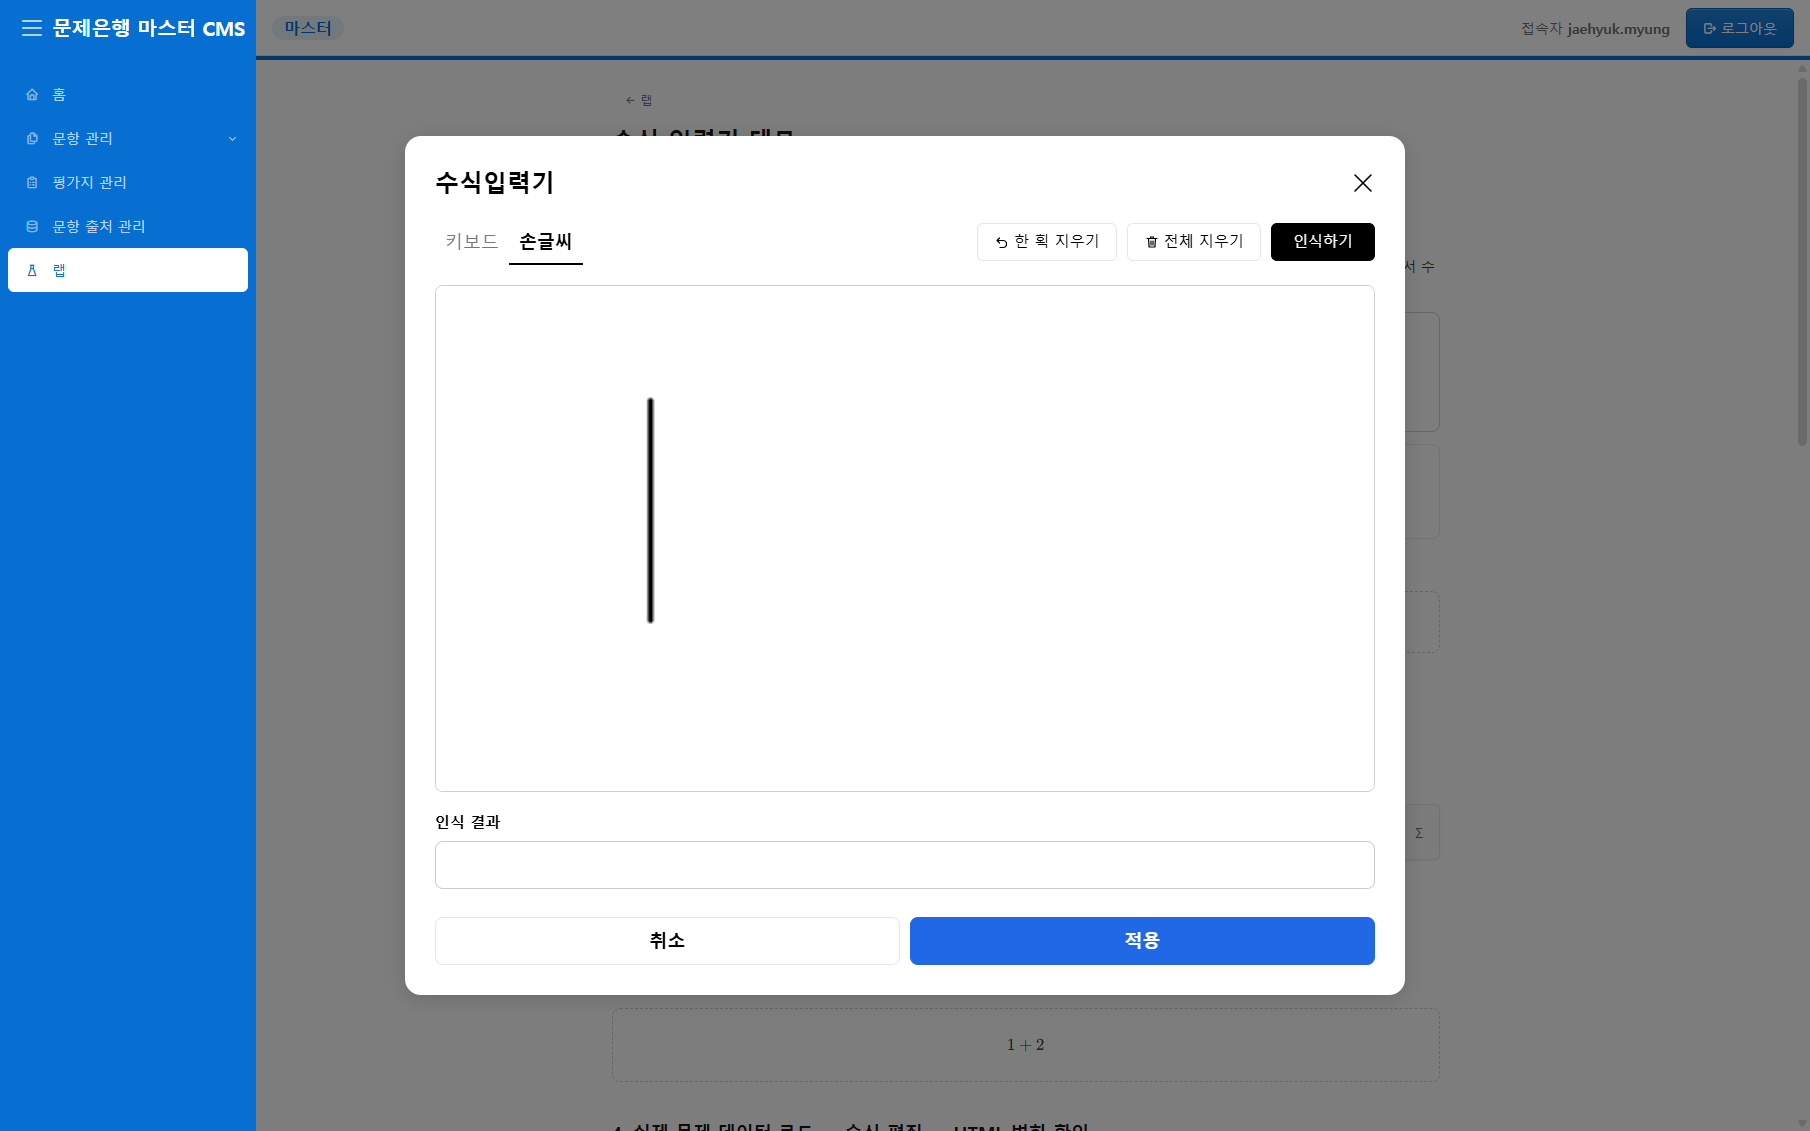 문제은행 마스터 CMS
홈
문항 관리
평가지 관리
문항 출처 관리
랩
마스터
접속자 jaehyuk.myung
로그아웃
← 랩
수식입력기
키보드
손글씨
한 획 지우기
전체 지우기
인식하기
서 수
인식 결과
Σ
취소
적용
1 + 2